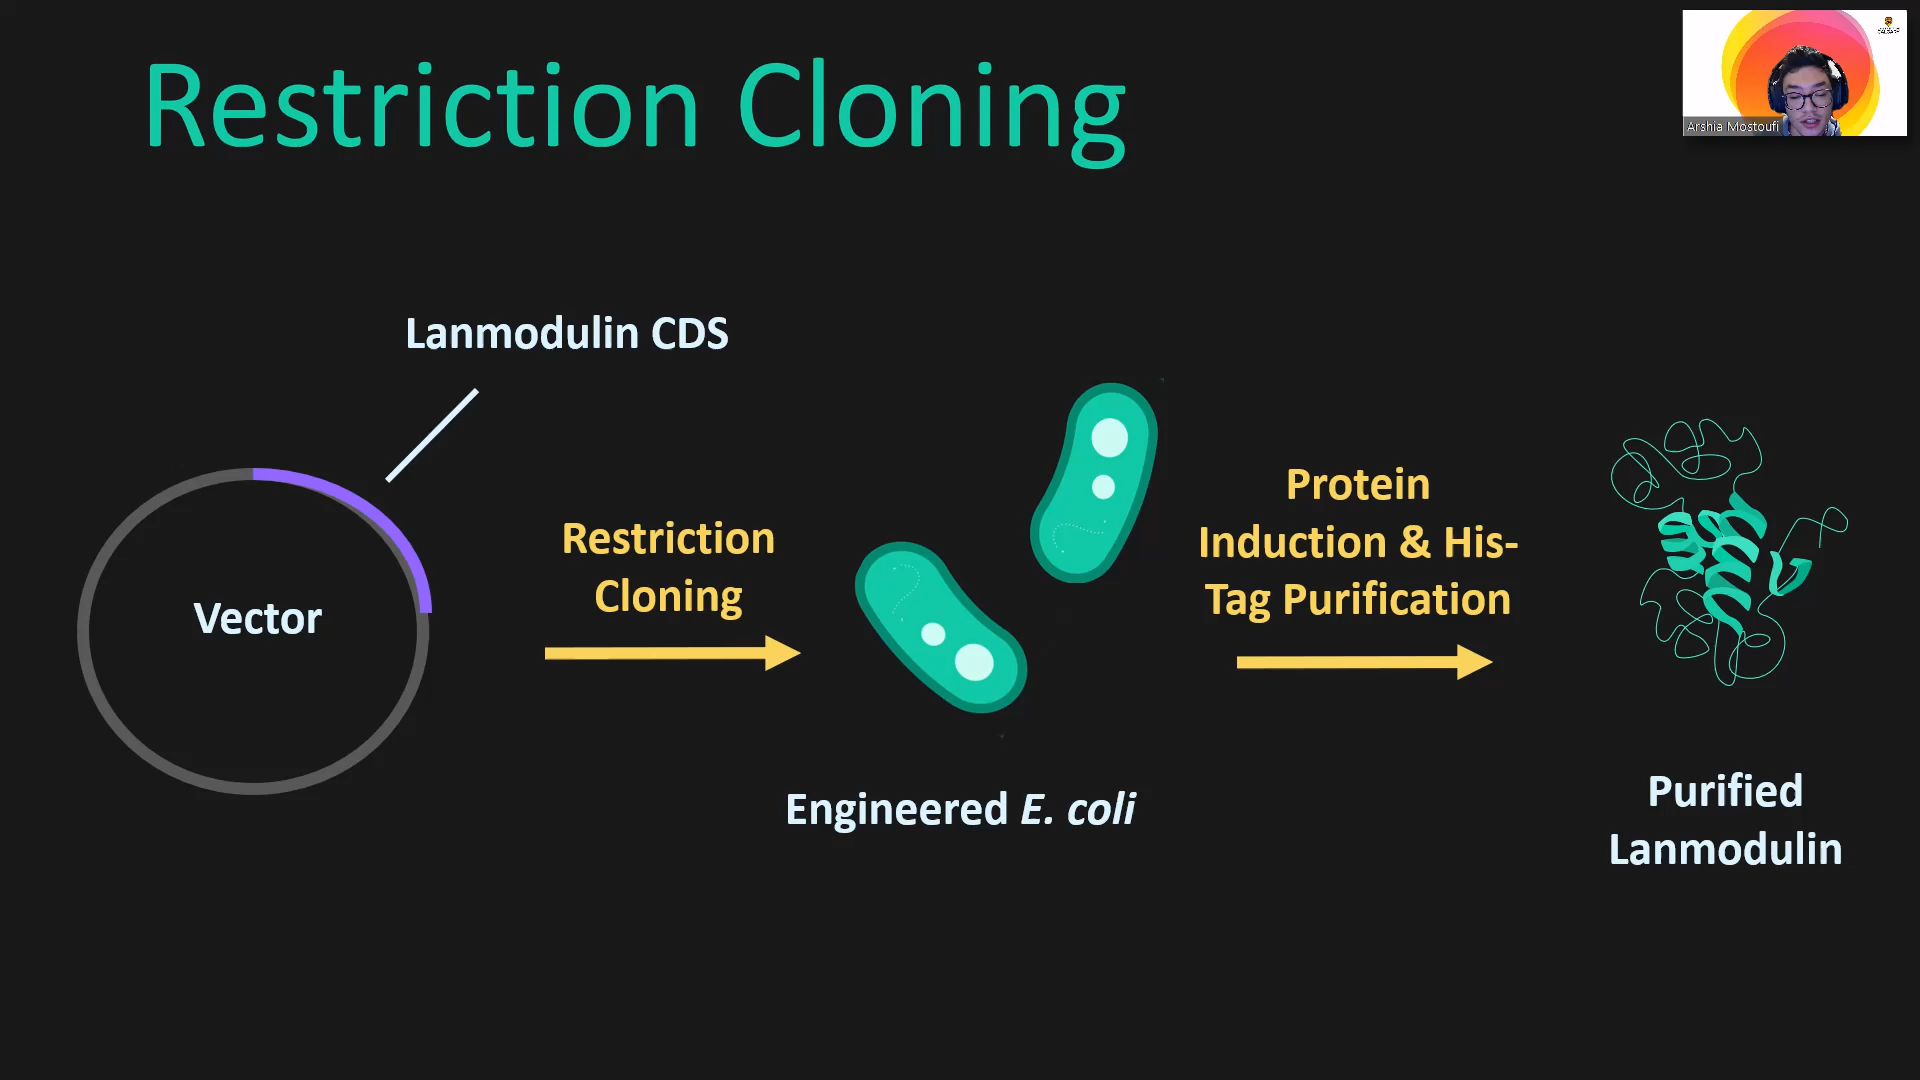 Restriction Cloning
Arshia Mostoufi
Lanmodulin CDS
Vector
Restriction
Cloning
Engineered E. coli
Protein
Induction & His-
Tag Purification
Purified
Lanmodulin